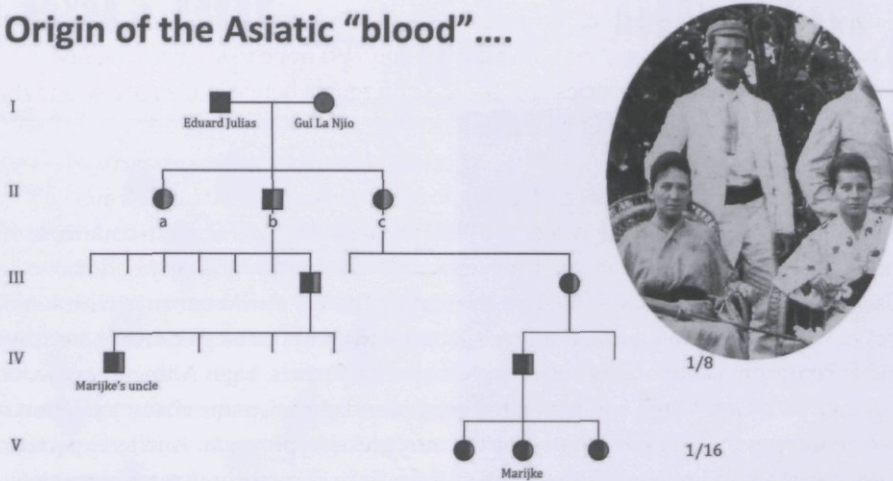 Origin of the Asiatic “blood”....
I
Eduard Julias
Gui La Njio
II
a
b
c
III
IV
Marijke's uncle
1/8
V
Marijke
1/16